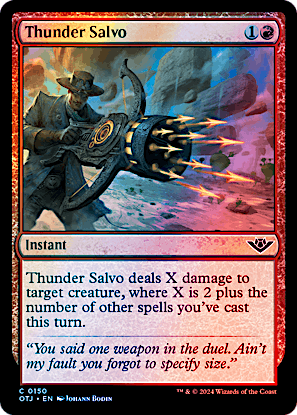 Thunder Salvo 1
Instant
Thunder Salvo deals X damage to
target creature, where X is 2 plus the
number of other spells you've cast
this turn.
"You said one weapon in the duel. Ain't
my fault you forgot to specify size."
C 0150
OTJ • EN Johann Bodin
™ & © 2024 Wizards of the Coast